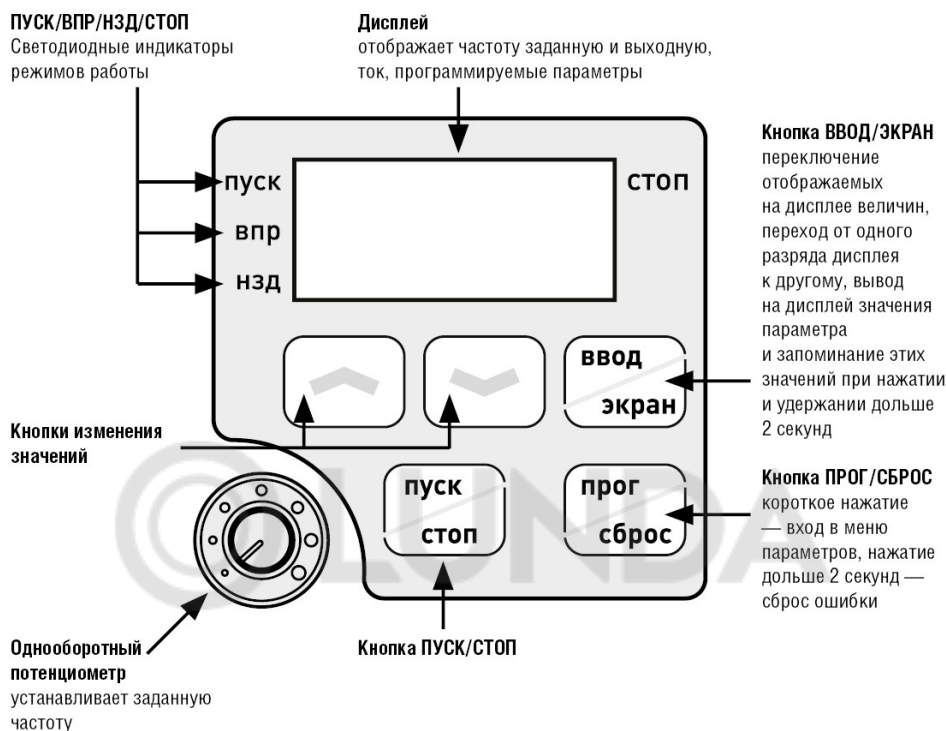 ПУСК/ВПР/НЗД/СТОП
Светодиодные индикаторы
режимов работы
Дисплей
отображает частоту заданную и выходную,
ток, программируемые параметры
Кнопка ВВОД/ЭКРАН
переключение
отображаемых
на дисплее величин,
переход от одного
разряда дисплея
к другому, вывод
на дисплей значения
параметра
и запоминание этих
значений при нажатии
и удержании дольше
2 секунд
пуск
стоп
впр
нзд
ввод
экран
Кнопки изменения
значений
пуск
стоп
прог
сброс
Кнопка ПРОГ/СБРОС
короткое нажатие
— вход в меню
параметров, нажатие
дольше 2 секунд —
сброс ошибки
LUNDA
Однооборотный
потенциометр
устанавливает заданную
частоту
Кнопка ПУСК/СТОП